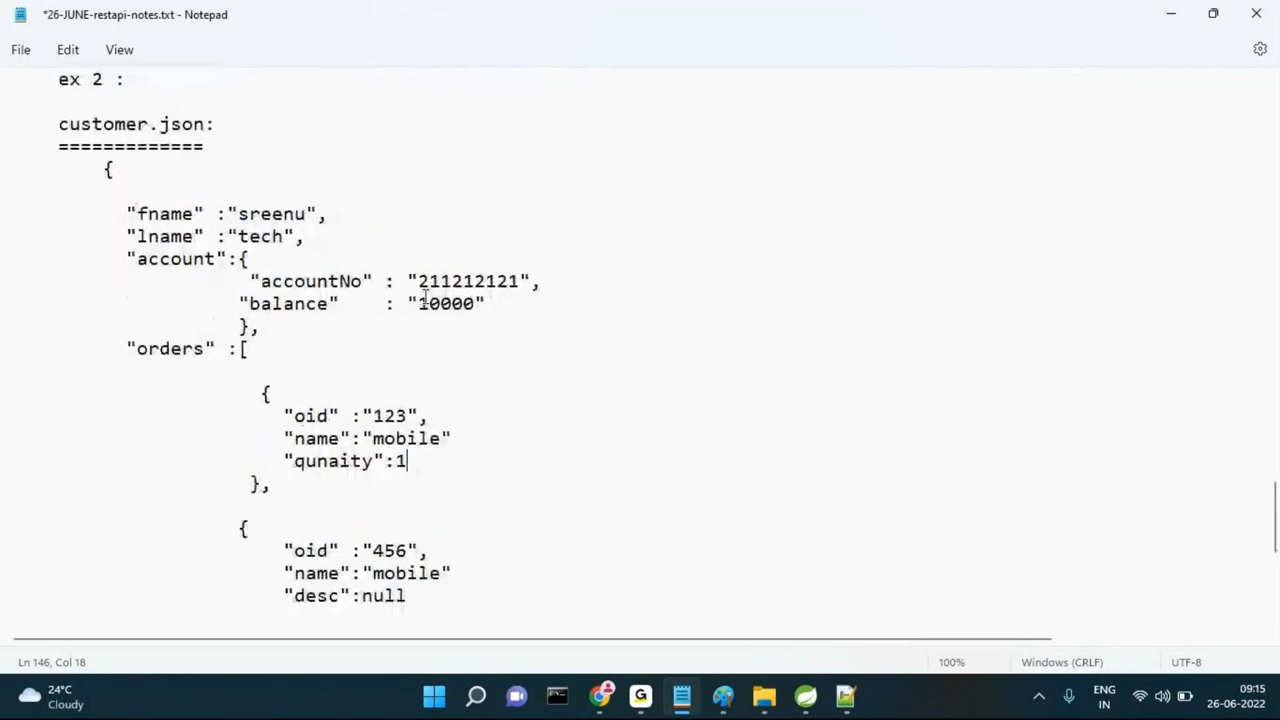 *26-JUNE-restapi-notes.txt - Notepad
File Edit View
ex 2 :
customer.json:
=============
{
"fname" :"sreenu",
"lname" :"tech",
"account":{
"accountNo" : "211212121",
"balance" : "10000"
},
"orders" :[
{
"oid" :"123",
"name":"mobile"
"qunaity":1
},
{
"oid" :"456",
"name":"mobile"
"desc":null
Ln 146, Col 18
100%
Windows (CRLF)
UTF-8
24°C
Cloudy
G
ENG
IN
09:15
26-06-2022